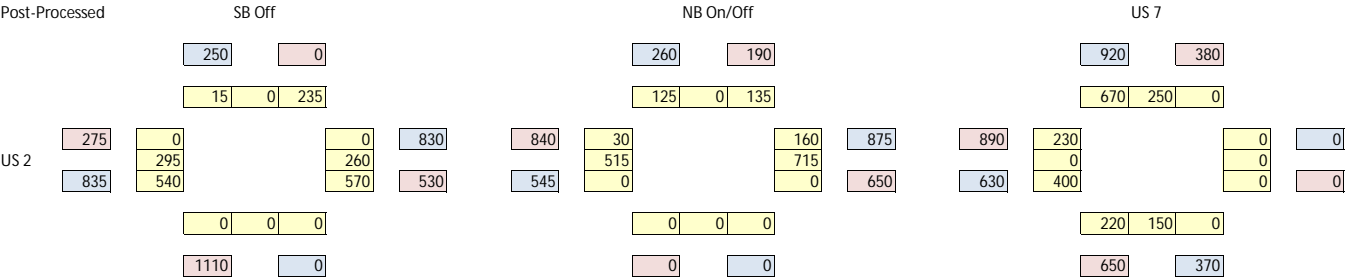 Post-Processed SB Off NB On/Off US 7
250 0 260 190 920 380
15 0 235 125 0 135 670 250 0
275 0 0 830 840 30 160 875 890 230 0 0
US 2 295 260 515 715 0 0
835 540 570 530 545 0 0 650 630 400 0 0
0 0 0 0 0 0 220 150 0
1110 0 0 0 650 370